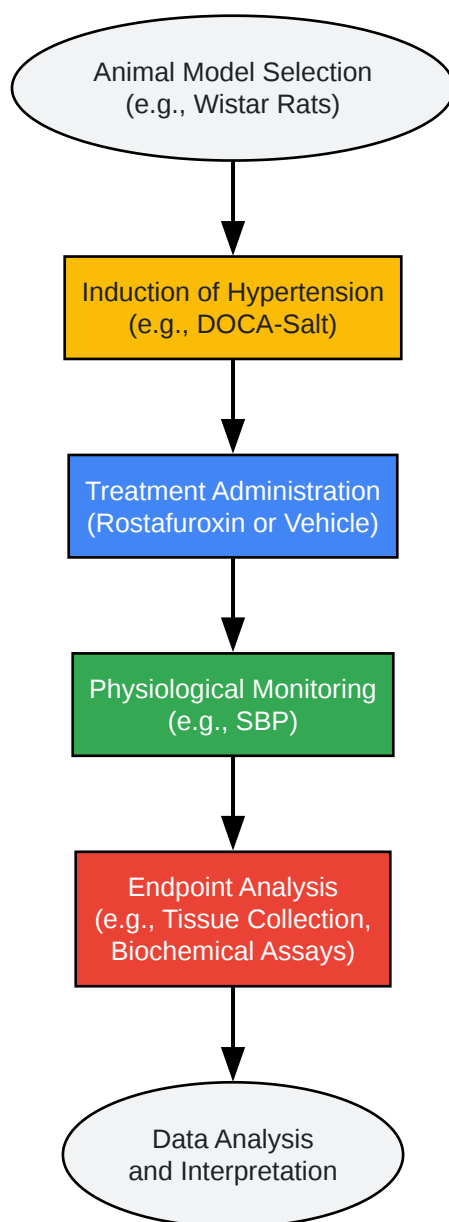 Animal Model Selection
(e.g., Wistar Rats)
Induction of Hypertension
(e.g., DOCA-Salt)
Treatment Administration
(Rostafuroxin or Vehicle)
Physiological Monitoring
(e.g., SBP)
Endpoint Analysis
(e.g., Tissue Collection,
Biochemical Assays)
Data Analysis
and Interpretation